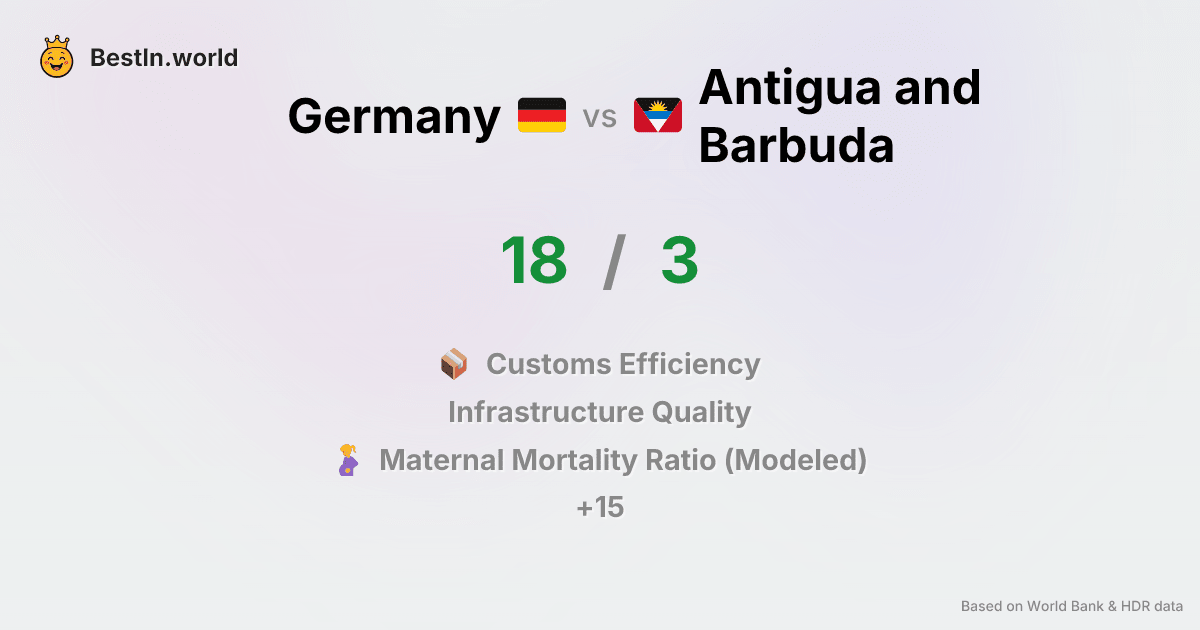 BestIn.world
Germany vs Antigua and
Barbuda
18 / 3
Customs Efficiency
Infrastructure Quality
Maternal Mortality Ratio (Modeled)
+15
Based on World Bank & HDR data